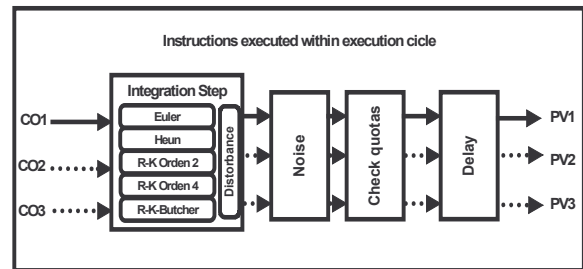 Instructions executed within execution cicle
Integration Step
Euler
Heun
R-K Orden 2
R-K Orden 4
R-K-Butcher
Disturbance
Noise
Check quotas
Delay
CO1
CO2
CO3
PV1
PV2
PV3